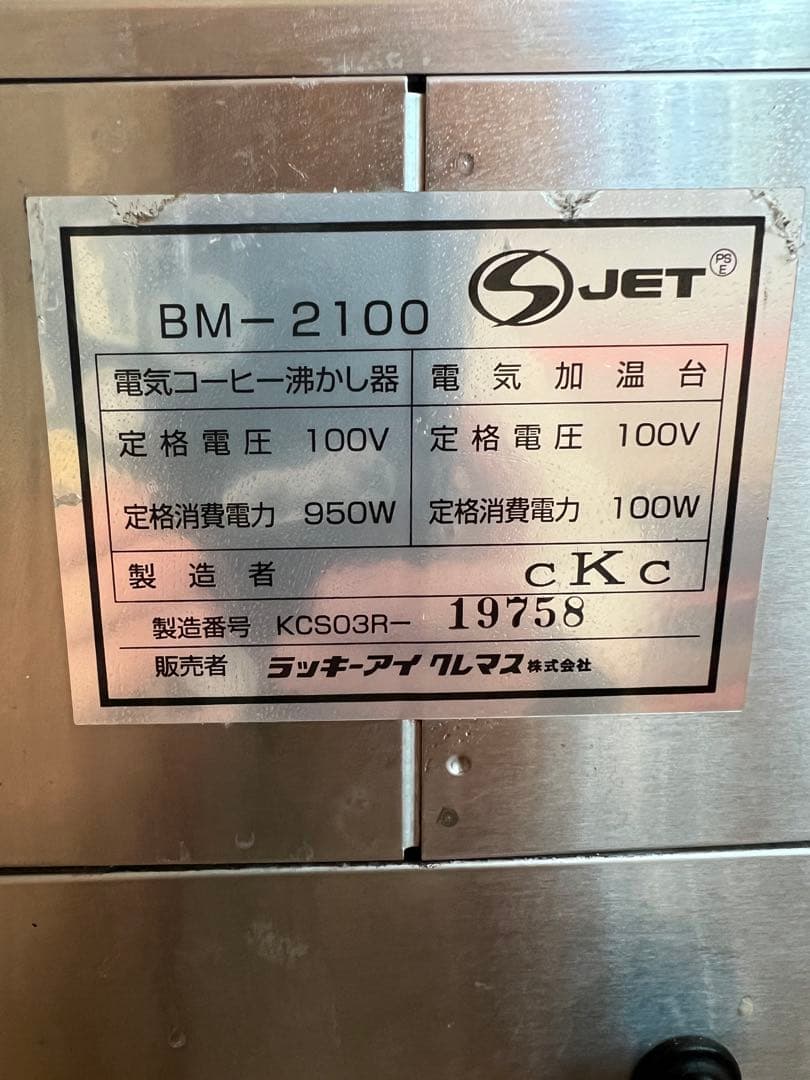 JET
PS
E
BM-2100
電気コーヒー沸かし器 電気加温台
定格電圧 100V 定格電圧 100V
定格消費電力 950W 定格消費電力 100W
製造者 cKc
製造番号 KCS03R- 19758
販売者 ラッキーアイクレマス株式会社